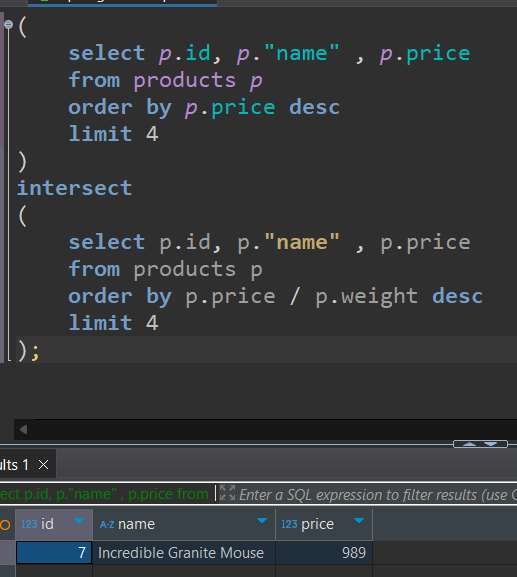 (
select p.id, p."name" , p.price
from products p
order by p.price desc
limit 4
)
intersect
(
select p.id, p."name" , p.price
from products p
order by p.price / p.weight desc
limit 4
);
ults 1 ×
ect p.id, p."name" , p.price from
Enter a SQL expression to filter results (use C
123 id A-Z name 123 price
7 Incredible Granite Mouse 989